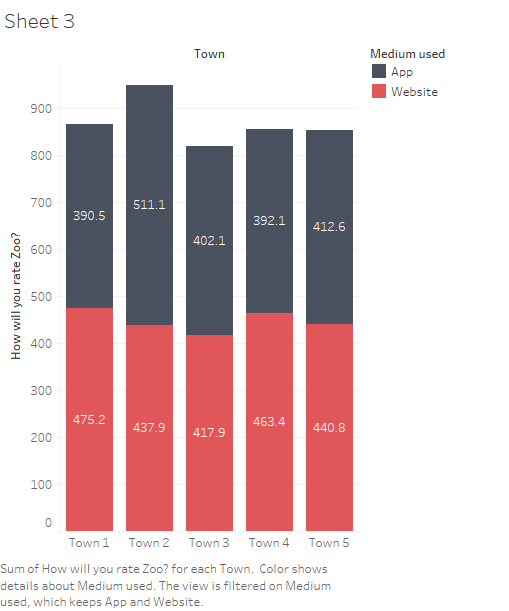 Sheet 3
Town
Medium used
App
Website
How will you rate Zoo?
900
800
700
600
500
400
300
200
100
0
390.5
511.1
402.1
392.1
412.6
475.2
437.9
417.9
463.4
440.8
Town 1
Town 2
Town 3
Town 4
Town 5
Sum of How will you rate Zoo? for each Town. Color shows
details about Medium used. The view is filtered on Medium
used, which keeps App and Website.